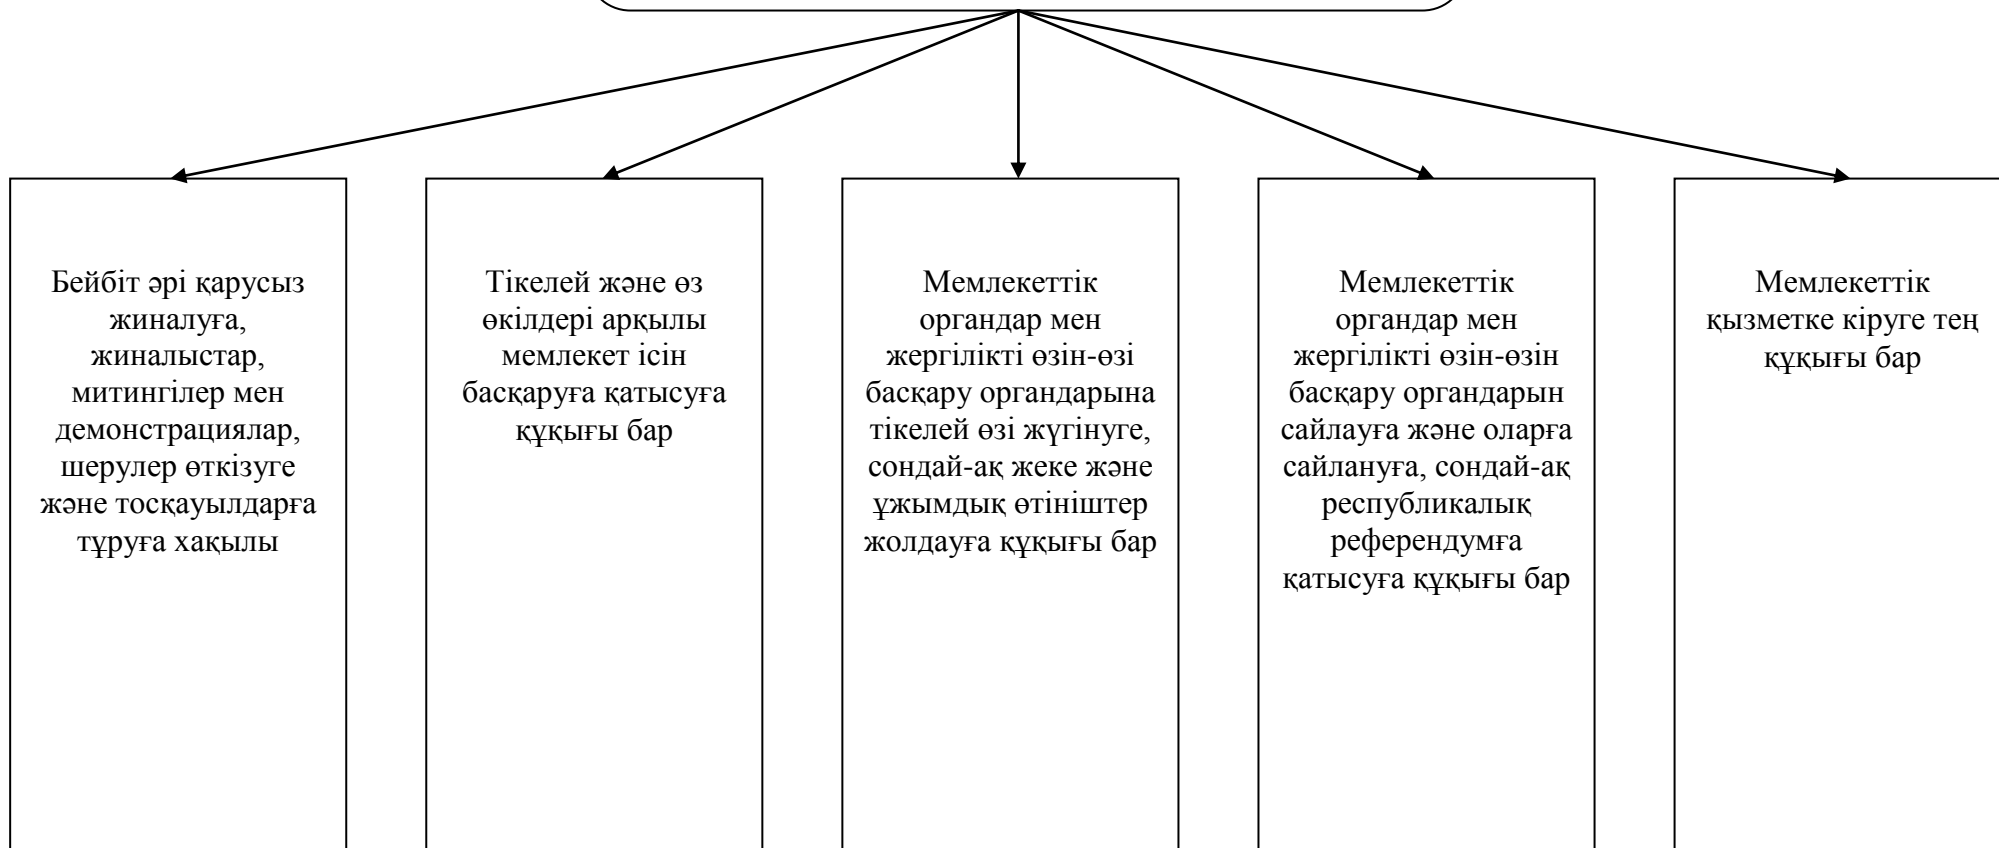 Бейбіт әрі қарусыз
жиналуға,
жиналыстар,
митингілер мен
демонстрациялар,
шерулер өткізуге
және тосқауылдарға
тұруға хақылы
Тікелей және өз
өкілдері арқылы
мемлекет ісін
басқаруға қатысуға
құқығы бар
Мемлекеттік
органдар мен
жергілікті өзін-өзі
басқару органдарына
тікелей өзі жүгінуге,
сондай-ақ жеке және
ұжымдық өтініштер
жолдауға құқығы бар
Мемлекеттік
органдар мен
жергілікті өзін-өзін
басқару органдарын
сайлауға және оларға
сайлануға, сондай-ақ
республикалық
референдумға
қатысуға құқығы бар
Мемлекеттік
қызметке кіруге тең
құқығы бар